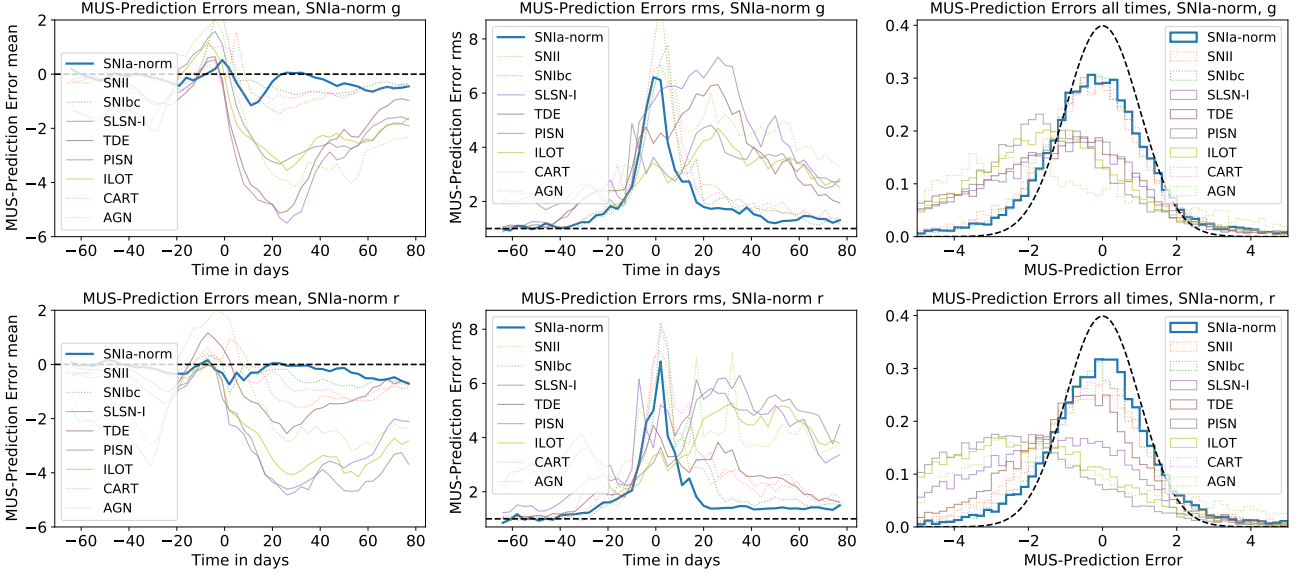 MUS-Prediction Errors mean, SNIa-norm g
MUS-Prediction Error mean
2
0
−2
−4
−6
SNIa-norm
SNII
SNIbc
SLSN-I
TDE
PISN
ILOT
CART
AGN
−60 −40 −20 0 20 40 60 80
Time in days
MUS-Prediction Errors rms, SNIa-norm g
MUS-Prediction Error rms
8
6
4
2
SNIa-norm
SNII
SNIbc
SLSN-I
TDE
PISN
ILOT
CART
AGN
−60 −40 −20 0 20 40 60 80
Time in days
MUS-Prediction Errors all times, SNIa-norm, g
0.4
0.3
0.2
0.1
0.0
SNIa-norm
SNII
SNIbc
SLSN-I
TDE
PISN
ILOT
CART
AGN
−4 −2 0 2 4
MUS-Prediction Error
MUS-Prediction Errors mean, SNIa-norm r
MUS-Prediction Error mean
2
0
−2
−4
−6
SNIa-norm
SNII
SNIbc
SLSN-I
TDE
PISN
ILOT
CART
AGN
−60 −40 −20 0 20 40 60 80
Time in days
MUS-Prediction Errors rms, SNIa-norm r
MUS-Prediction Error rms
8
6
4
2
SNIa-norm
SNII
SNIbc
SLSN-I
TDE
PISN
ILOT
CART
AGN
−60 −40 −20 0 20 40 60 80
Time in days
MUS-Prediction Errors all times, SNIa-norm, r
0.4
0.3
0.2
0.1
0.0
SNIa-norm
SNII
SNIbc
SLSN-I
TDE
PISN
ILOT
CART
AGN
−4 −2 0 2 4
MUS-Prediction Error